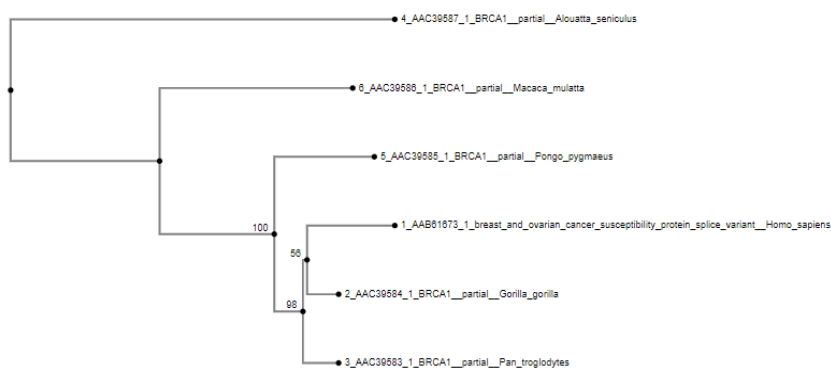 4_AAC39587_1_BRCA1__partial__Alouatta_seniculus
6_AAC39586_1_BRCA1__partial__Macaca_mulatta
5_AAC39585_1_BRCA1__partial__Pongo_pygmaeus
1_AAB61673_1_breast_and_ovarian_cancer_susceptibility_protein_splice_variant__Homo_sapiens
100
56
2_AAC39584_1_BRCA1__partial__Gorilla_gorilla
98
3_AAC39583_1_BRCA1__partial__Pan_troglodytes